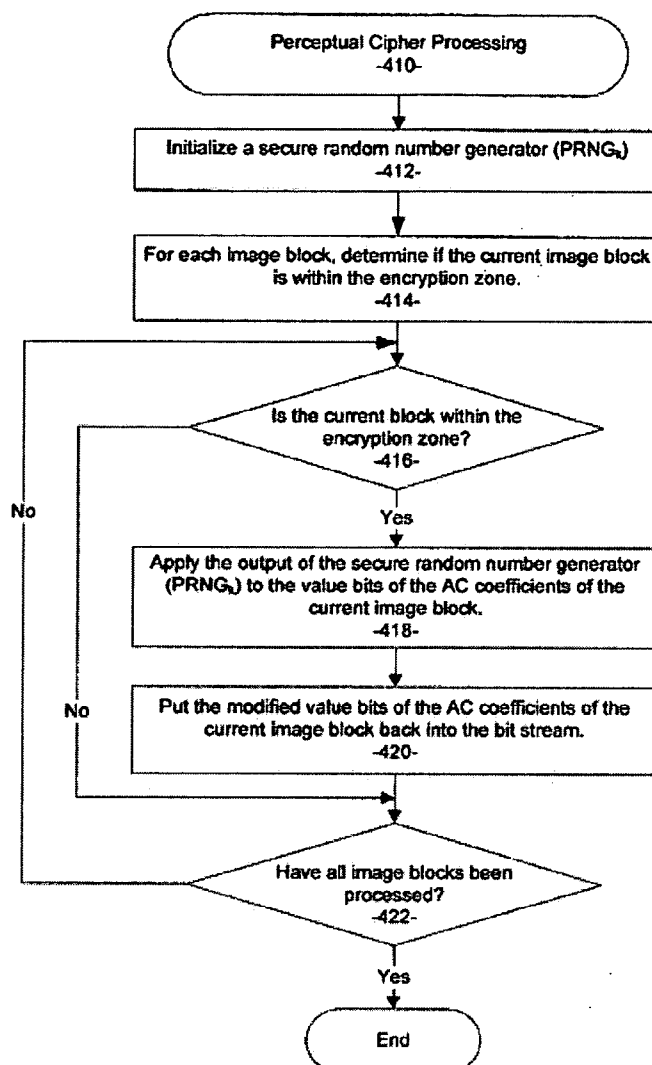 Perceptual Cipher Processing
-410-
Initialize a secure random number generator (PRNGₖ)
-412-
For each image block, determine if the current image block
is within the encryption zone.
-414-
Is the current block within the
encryption zone?
-416-
No
Yes
Apply the output of the secure random number generator
(PRNGₖ) to the value bits of the AC coefficients of the
current image block.
-418-
No
Put the modified value bits of the AC coefficients of the
current image block back into the bit stream.
-420-
Have all image blocks been
processed?
-422-
Yes
End